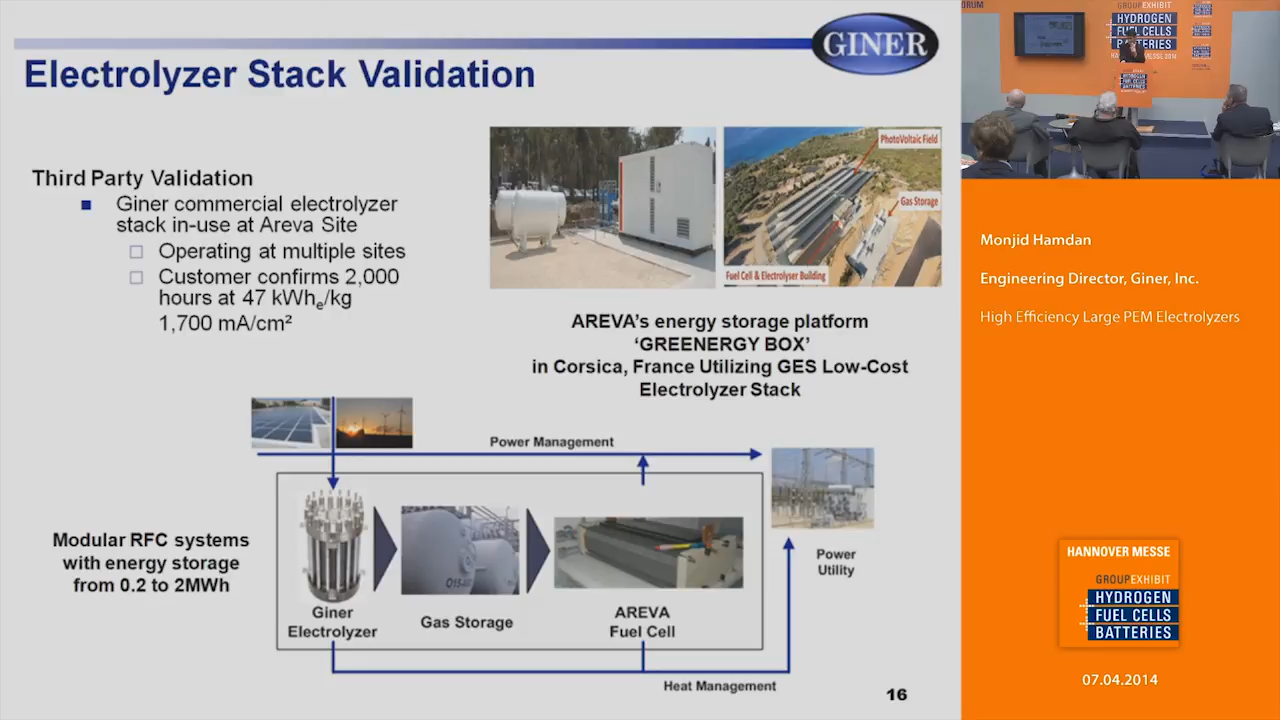 GINER
Electrolyzer Stack Validation
Third Party Validation
Giner commercial electrolyzer
stack in-use at Areva Site
Operating at multiple sites
Customer confirms 2,000
hours at 47 kWhe/kg
1,700 mA/cm²
PhotoVoltaic Field
Gas Storage
Fuel Cell & Electrolyser Building
AREVA's energy storage platform
'GREENERGY BOX'
in Corsica, France Utilizing GES Low-Cost
Electrolyzer Stack
Power Management
Modular RFC systems
with energy storage
from 0.2 to 2MWh
Giner
Electrolyzer
Gas Storage
AREVA
Fuel Cell
Power
Utility
Heat Management
16
GROUP EXHIBIT
HYDROGEN
FUEL CELLS
BATTERIES
Monjid Hamdan
Engineering Director, Giner, Inc.
High Efficiency Large PEM Electrolyzers
HANNOVER MESSE
GROUPEXHIBIT
HYDROGEN
FUEL CELLS
BATTERIES
07.04.2014